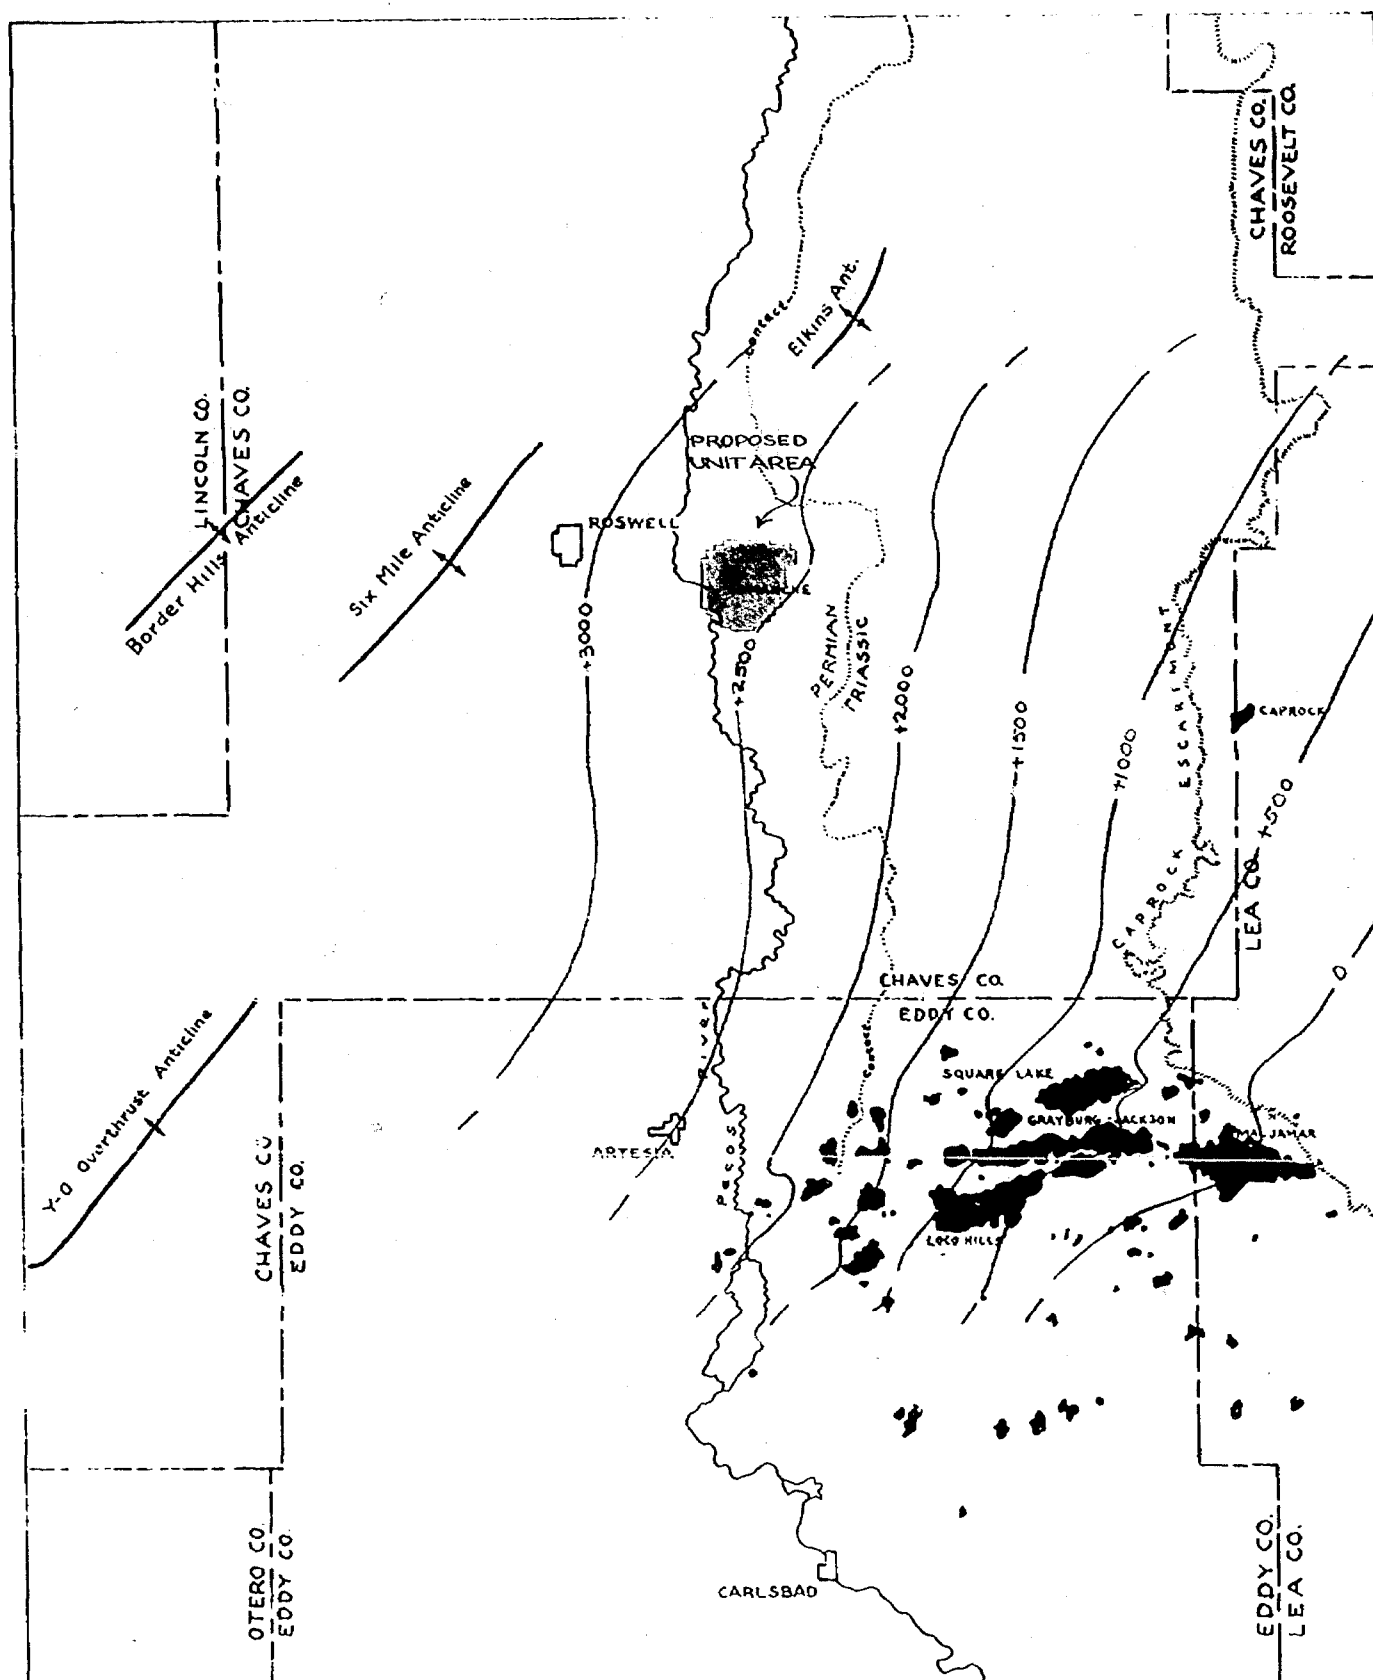 CHAVES CO.
ROOSEVELT CO.
Elkins Ant.
contact
LINCOLN CO.
CHAVES CO.
PROPOSED
UNIT AREA
Border Hills Anticline
Six Mile Anticline
ROSWELL
+3000
+2500
PERMIAN
TRIASSIC
+2000
+1500
+1000
CAPROCK ESCARPMONT
CAPROCK
+500
LEA CO.
0
CHAVES CO.
EDDY CO.
Y-O Overthrust Anticline
River
Pecos
contact
SQUARE LAKE
GRAYBURG-JACKSON
MALJAMAR
ARTESIA
LOCO HILLS
CHAVES CO
EDDY CO.
OTERO CO.
EDDY CO.
CARLSBAD
EDDY CO.
LEA CO.